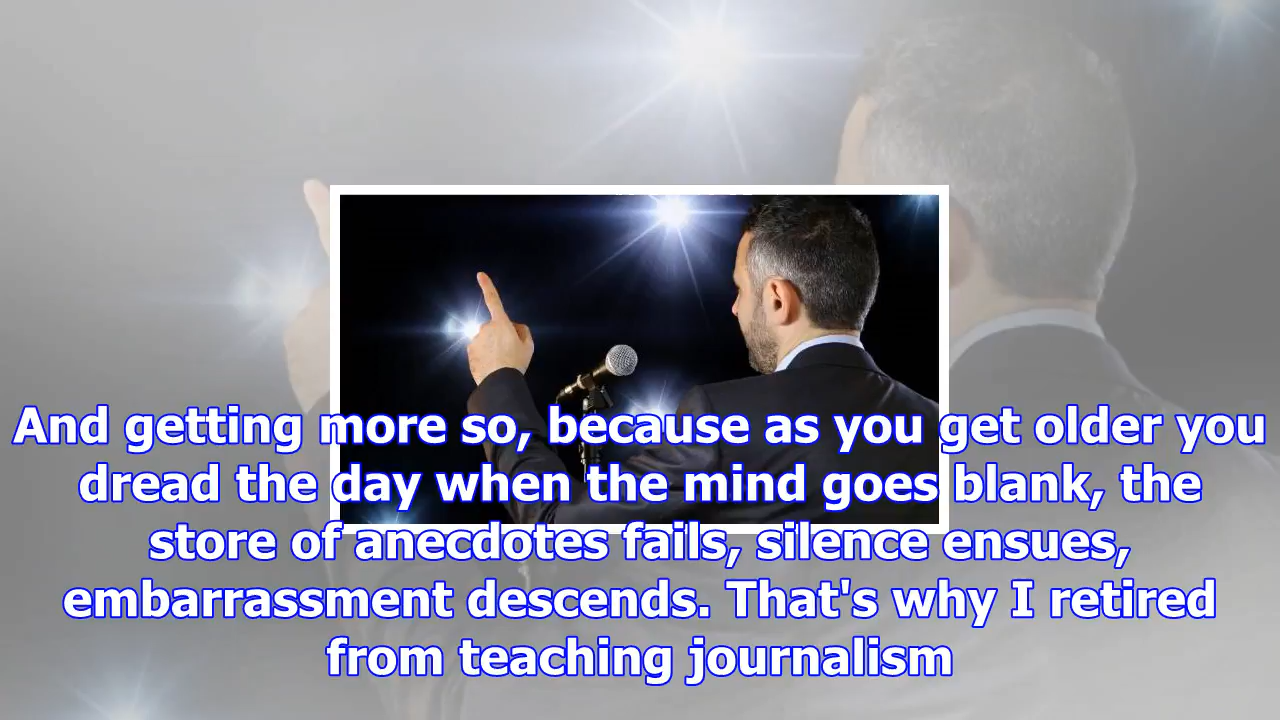 And getting more so, because as you get older you
dread the day when the mind goes blank, the
store of anecdotes fails, silence ensues,
embarrassment descends. That's why I retired
from teaching journalism